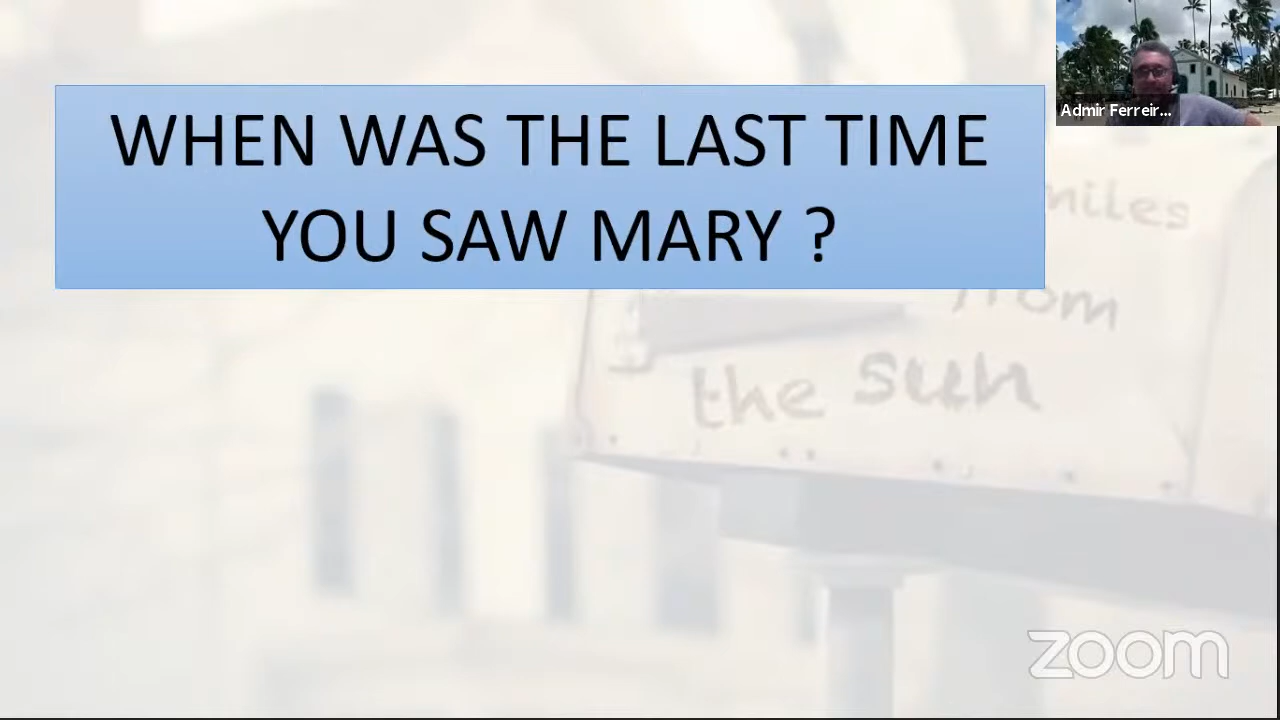 WHEN WAS THE LAST TIME
YOU SAW MARY ?
Admir Ferreir...
miles
from
the sun
zoom